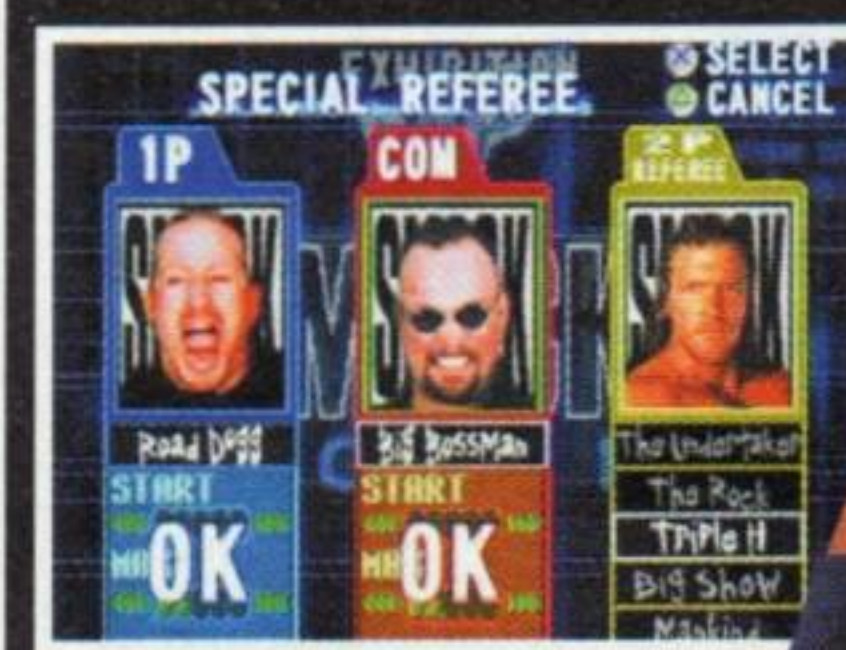 EXHIBITION
SPECIAL REFEREE
SELECT
CANCEL
1P
COM
2P
REFEREE
Road Dogg
Big BossMan
The Undertaker
The Rock
Triple H
Big Show
Mankind
START
OK
START
OK